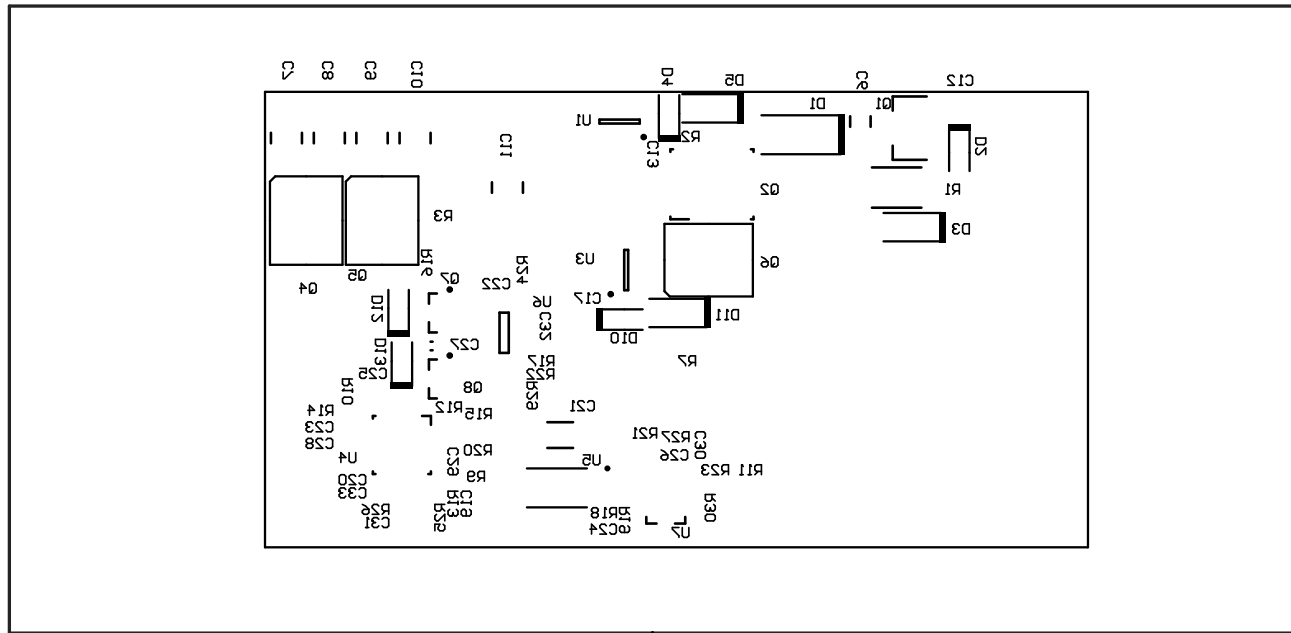 C7
C8
C9
C10
D4
D5
C6
C12
D1
Q1
U1
R2
C11
C13
D2
Q2
R1
R3
D3
R16
U3
Q6
R24
Q5
Q7
C22
Q4
C17
U6
D12
D11
C32
D10
D13
C27
R17
R7
C25
R22
Q8
R10
R29
R14
R12
R15
C21
C23
R21
R27
C30
C28
R20
C26
U4
C29
U5
R9
R23
R11
C20
C33
R13
C19
R26
R25
R18
R19
R30
C31
C24
U7